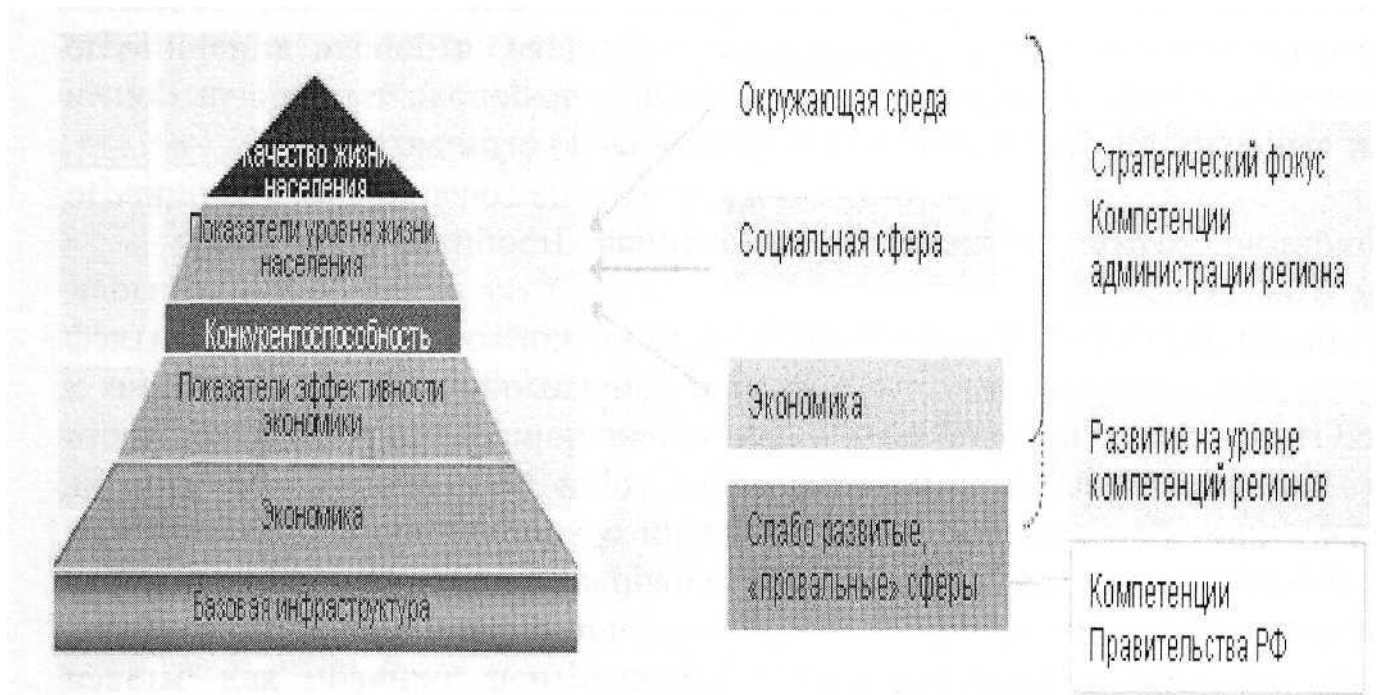 Качество жизни
населения
Показатели уровня жизни
населения
Конкурентоспособность
Показатели эффективности
экономики
Экономика
Базовая инфраструктура
Окружающая среда
Социальная сфера
Экономика
Слабо развитые,
«провальные» сферы
Стратегический фокус
Компетенции
администрации региона
Развитие на уровне
компетенций регионов
Компетенции
Правительства РФ